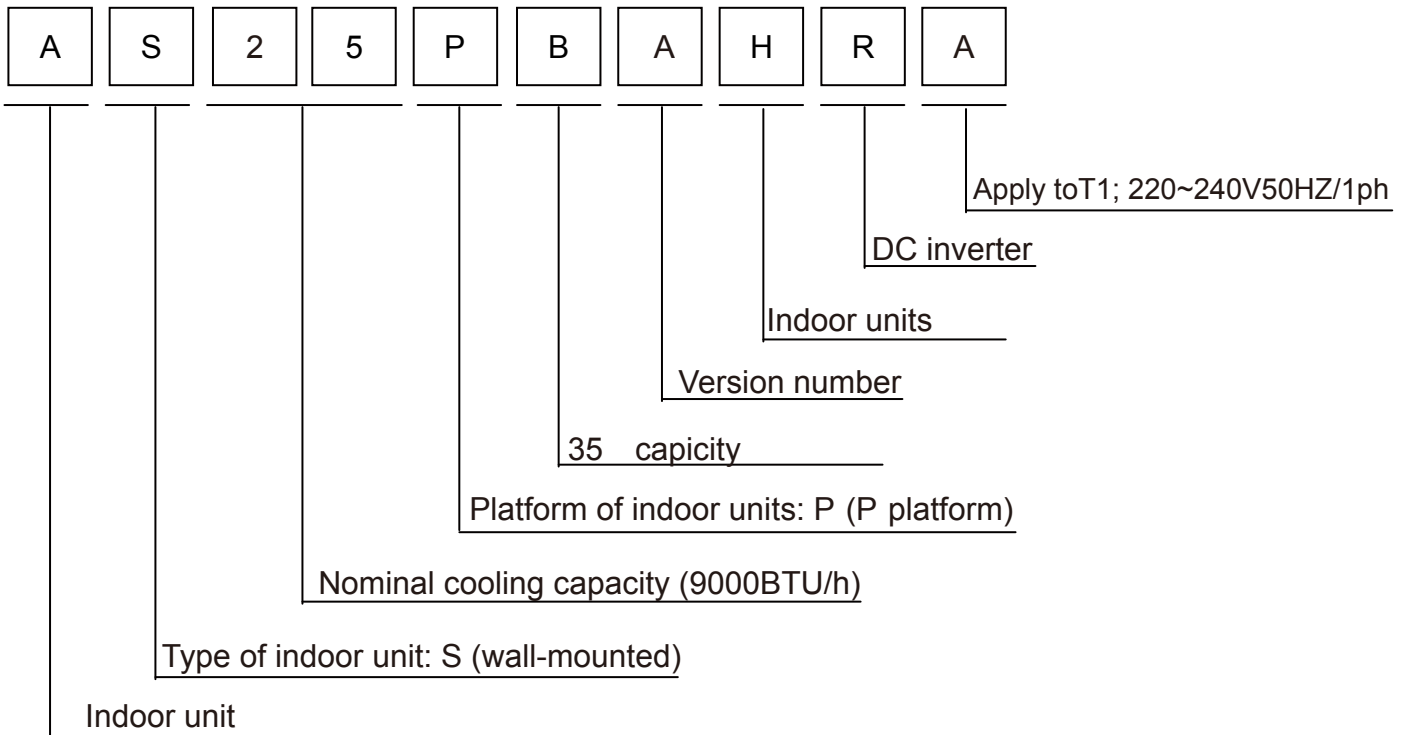 A S 2 5 P B A H R A
Apply toT1; 220~240V50HZ/1ph
DC inverter
Indoor units
Version number
35 capicity
Platform of indoor units: P (P platform)
Nominal cooling capacity (9000BTU/h)
Type of indoor unit: S (wall-mounted)
Indoor unit